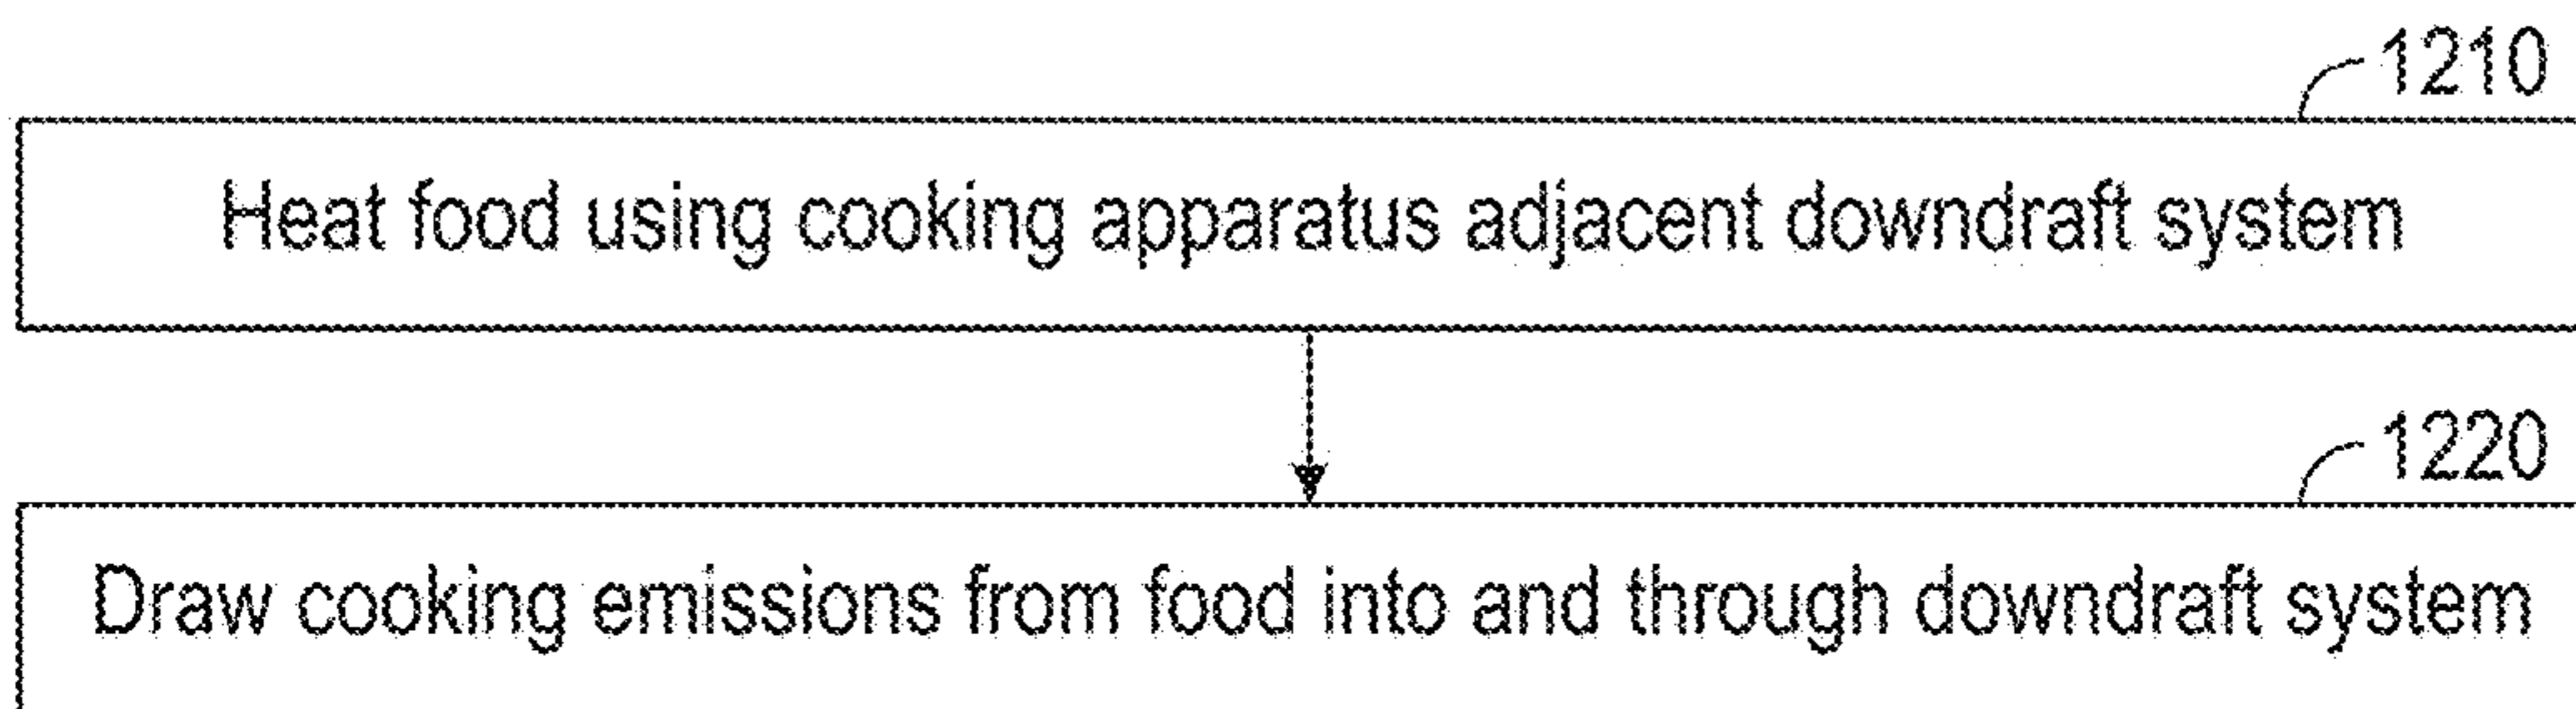 1210
Heat food using cooking apparatus adjacent downdraft system
1220
Draw cooking emissions from food into and through downdraft system